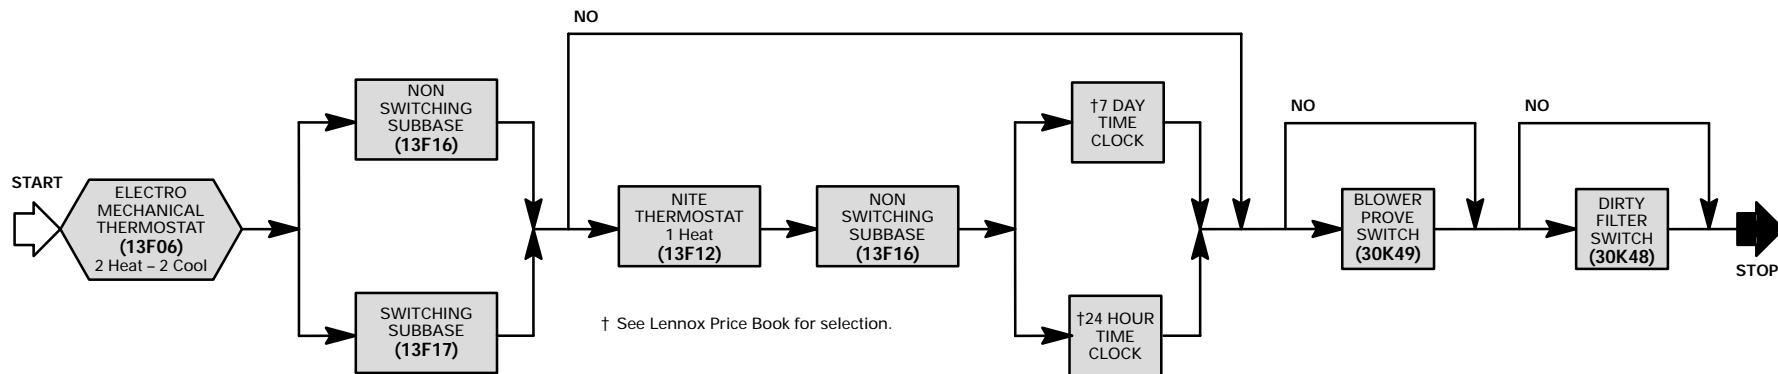 START
ELECTRO
MECHANICAL
THERMOSTAT
(13F06)
2 Heat – 2 Cool
NON
SWITCHING
SUBBASE
(13F16)
SWITCHING
SUBBASE
(13F17)
NO
NITE
THERMOSTAT
1 Heat
(13F12)
NON
SWITCHING
SUBBASE
(13F16)
†7 DAY
TIME
CLOCK
†24 HOUR
TIME
CLOCK
† See Lennox Price Book for selection.
NO
BLOWER
PROVE
SWITCH
(30K49)
NO
DIRTY
FILTER
SWITCH
(30K48)
STOP